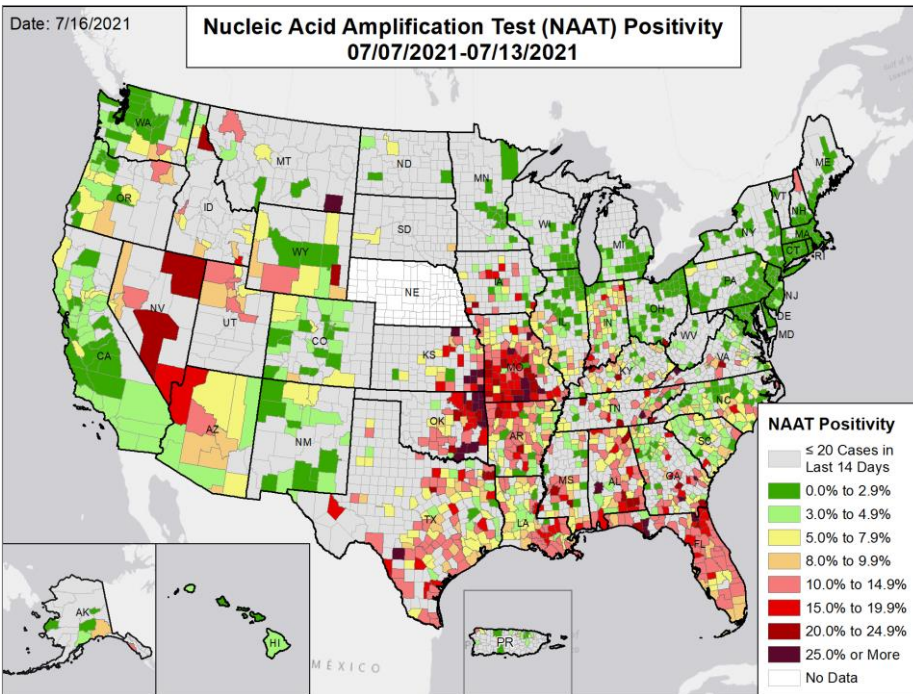 Date: 7/16/2021
Nucleic Acid Amplification Test (NAAT) Positivity
07/07/2021-07/13/2021
WA
MT
ND
MN
ME
OR
ID
WY
SD
WI
MI
VT
NH
NY
MA
CT
RI
NV
UT
CO
NE
IA
IL
IN
OH
PA
NJ
DE
MD
CA
KS
MO
KY
WV
VA
AZ
NM
OK
AR
TN
NC
SC
TX
LA
MS
AL
GA
FL
AK
HI
PR
MÉXICO
NAAT Positivity
≤ 20 Cases in
Last 14 Days
0.0% to 2.9%
3.0% to 4.9%
5.0% to 7.9%
8.0% to 9.9%
10.0% to 14.9%
15.0% to 19.9%
20.0% to 24.9%
25.0% or More
No Data